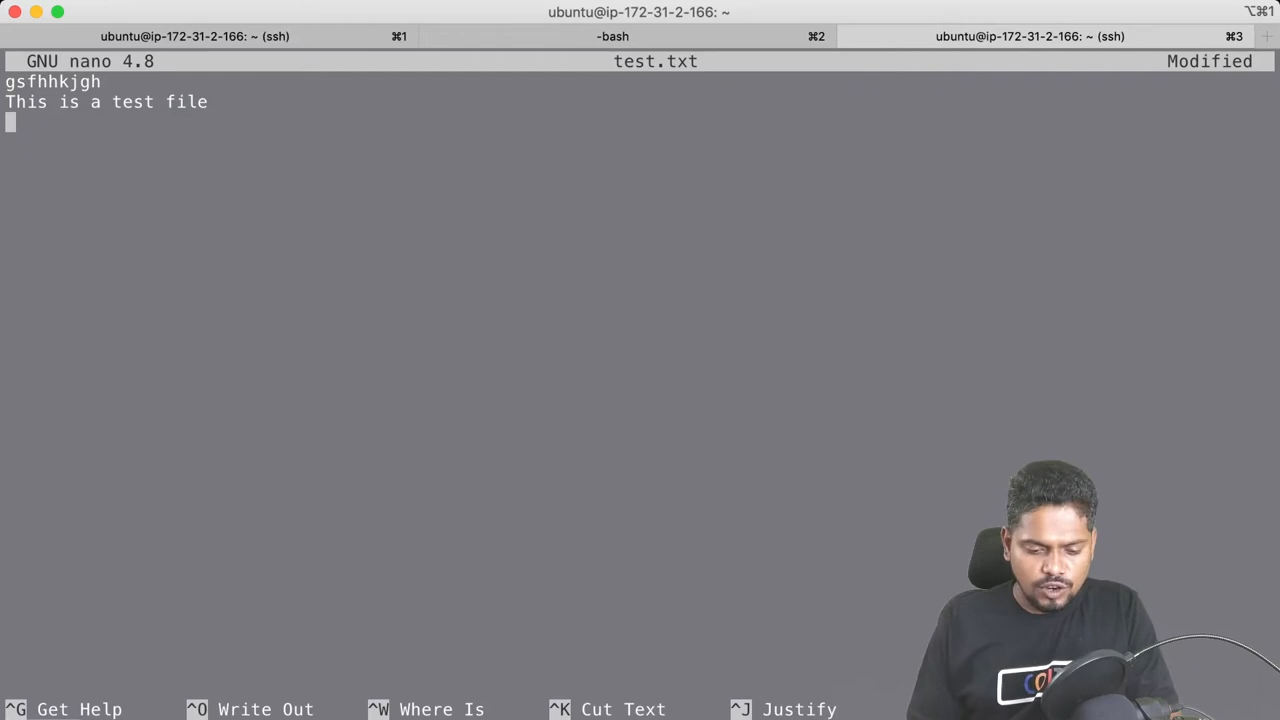 ubuntu@ip-172-31-2-166: ~
⌥⌘1
ubuntu@ip-172-31-2-166: ~ (ssh) ⌘1
-bash ⌘2
ubuntu@ip-172-31-2-166: ~ (ssh) ⌘3 +
GNU nano 4.8 test.txt Modified
gsfhhkjgh
This is a test file
^G Get Help ^O Write Out ^W Where Is ^K Cut Text ^J Justify